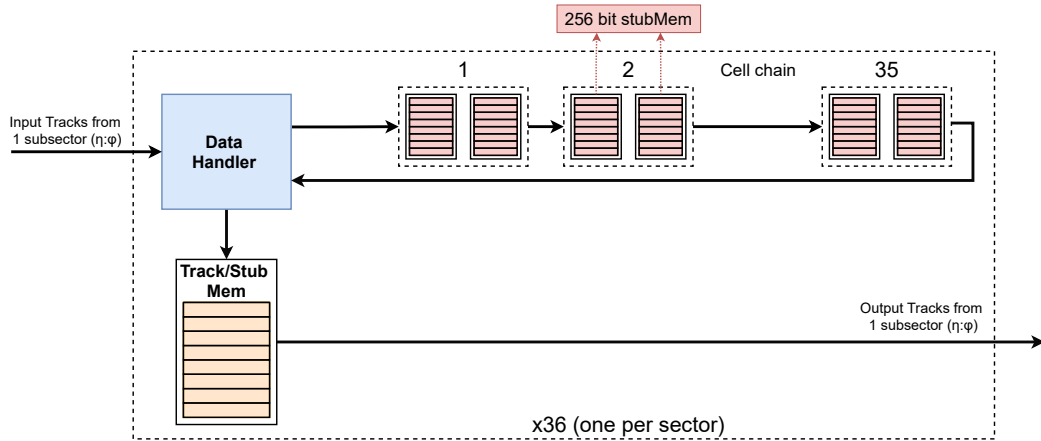 256 bit stubMem
1
2
Cell chain
35
Input Tracks from
1 subsector (η:φ)
Data
Handler
Track/Stub
Mem
Output Tracks from
1 subsector (η:φ)
x36 (one per sector)